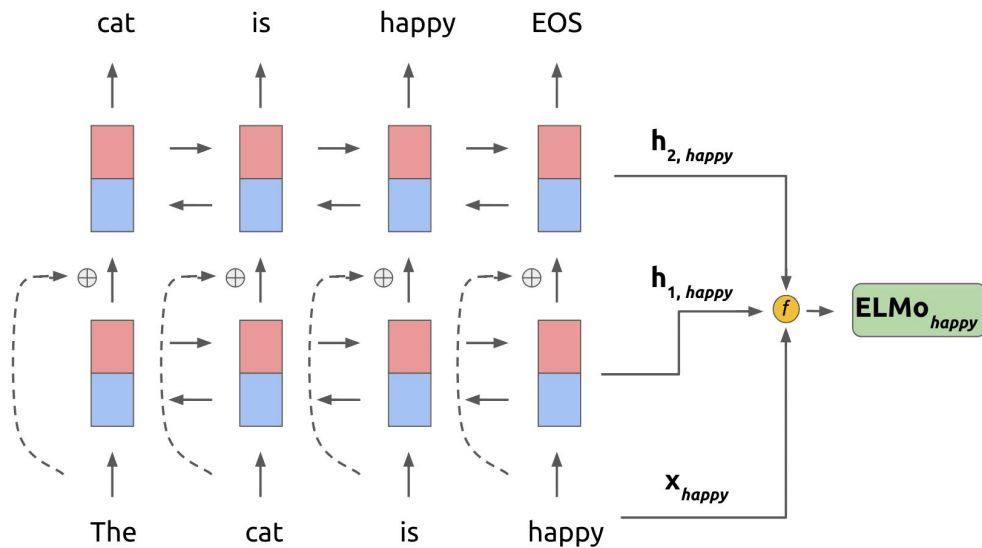 cat is happy EOS
h2, happy
h1, happy
f
ELMohappy
xhappy
The cat is happy